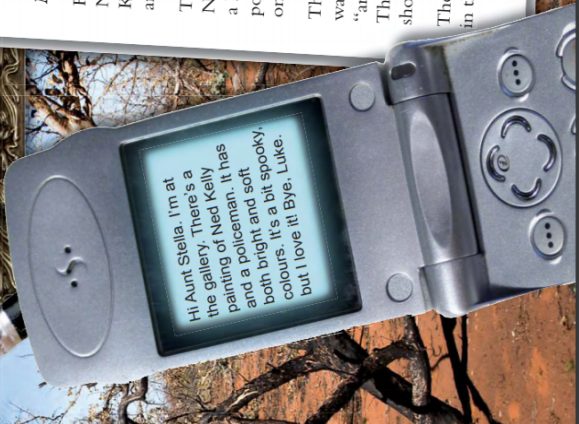 Hi Aunt Stella. I'm at
the gallery. There's a
painting of Ned Kelly
and a policeman. It has
both bright and soft
colours. It's a bit spooky,
but I love it! Bye, Luke.